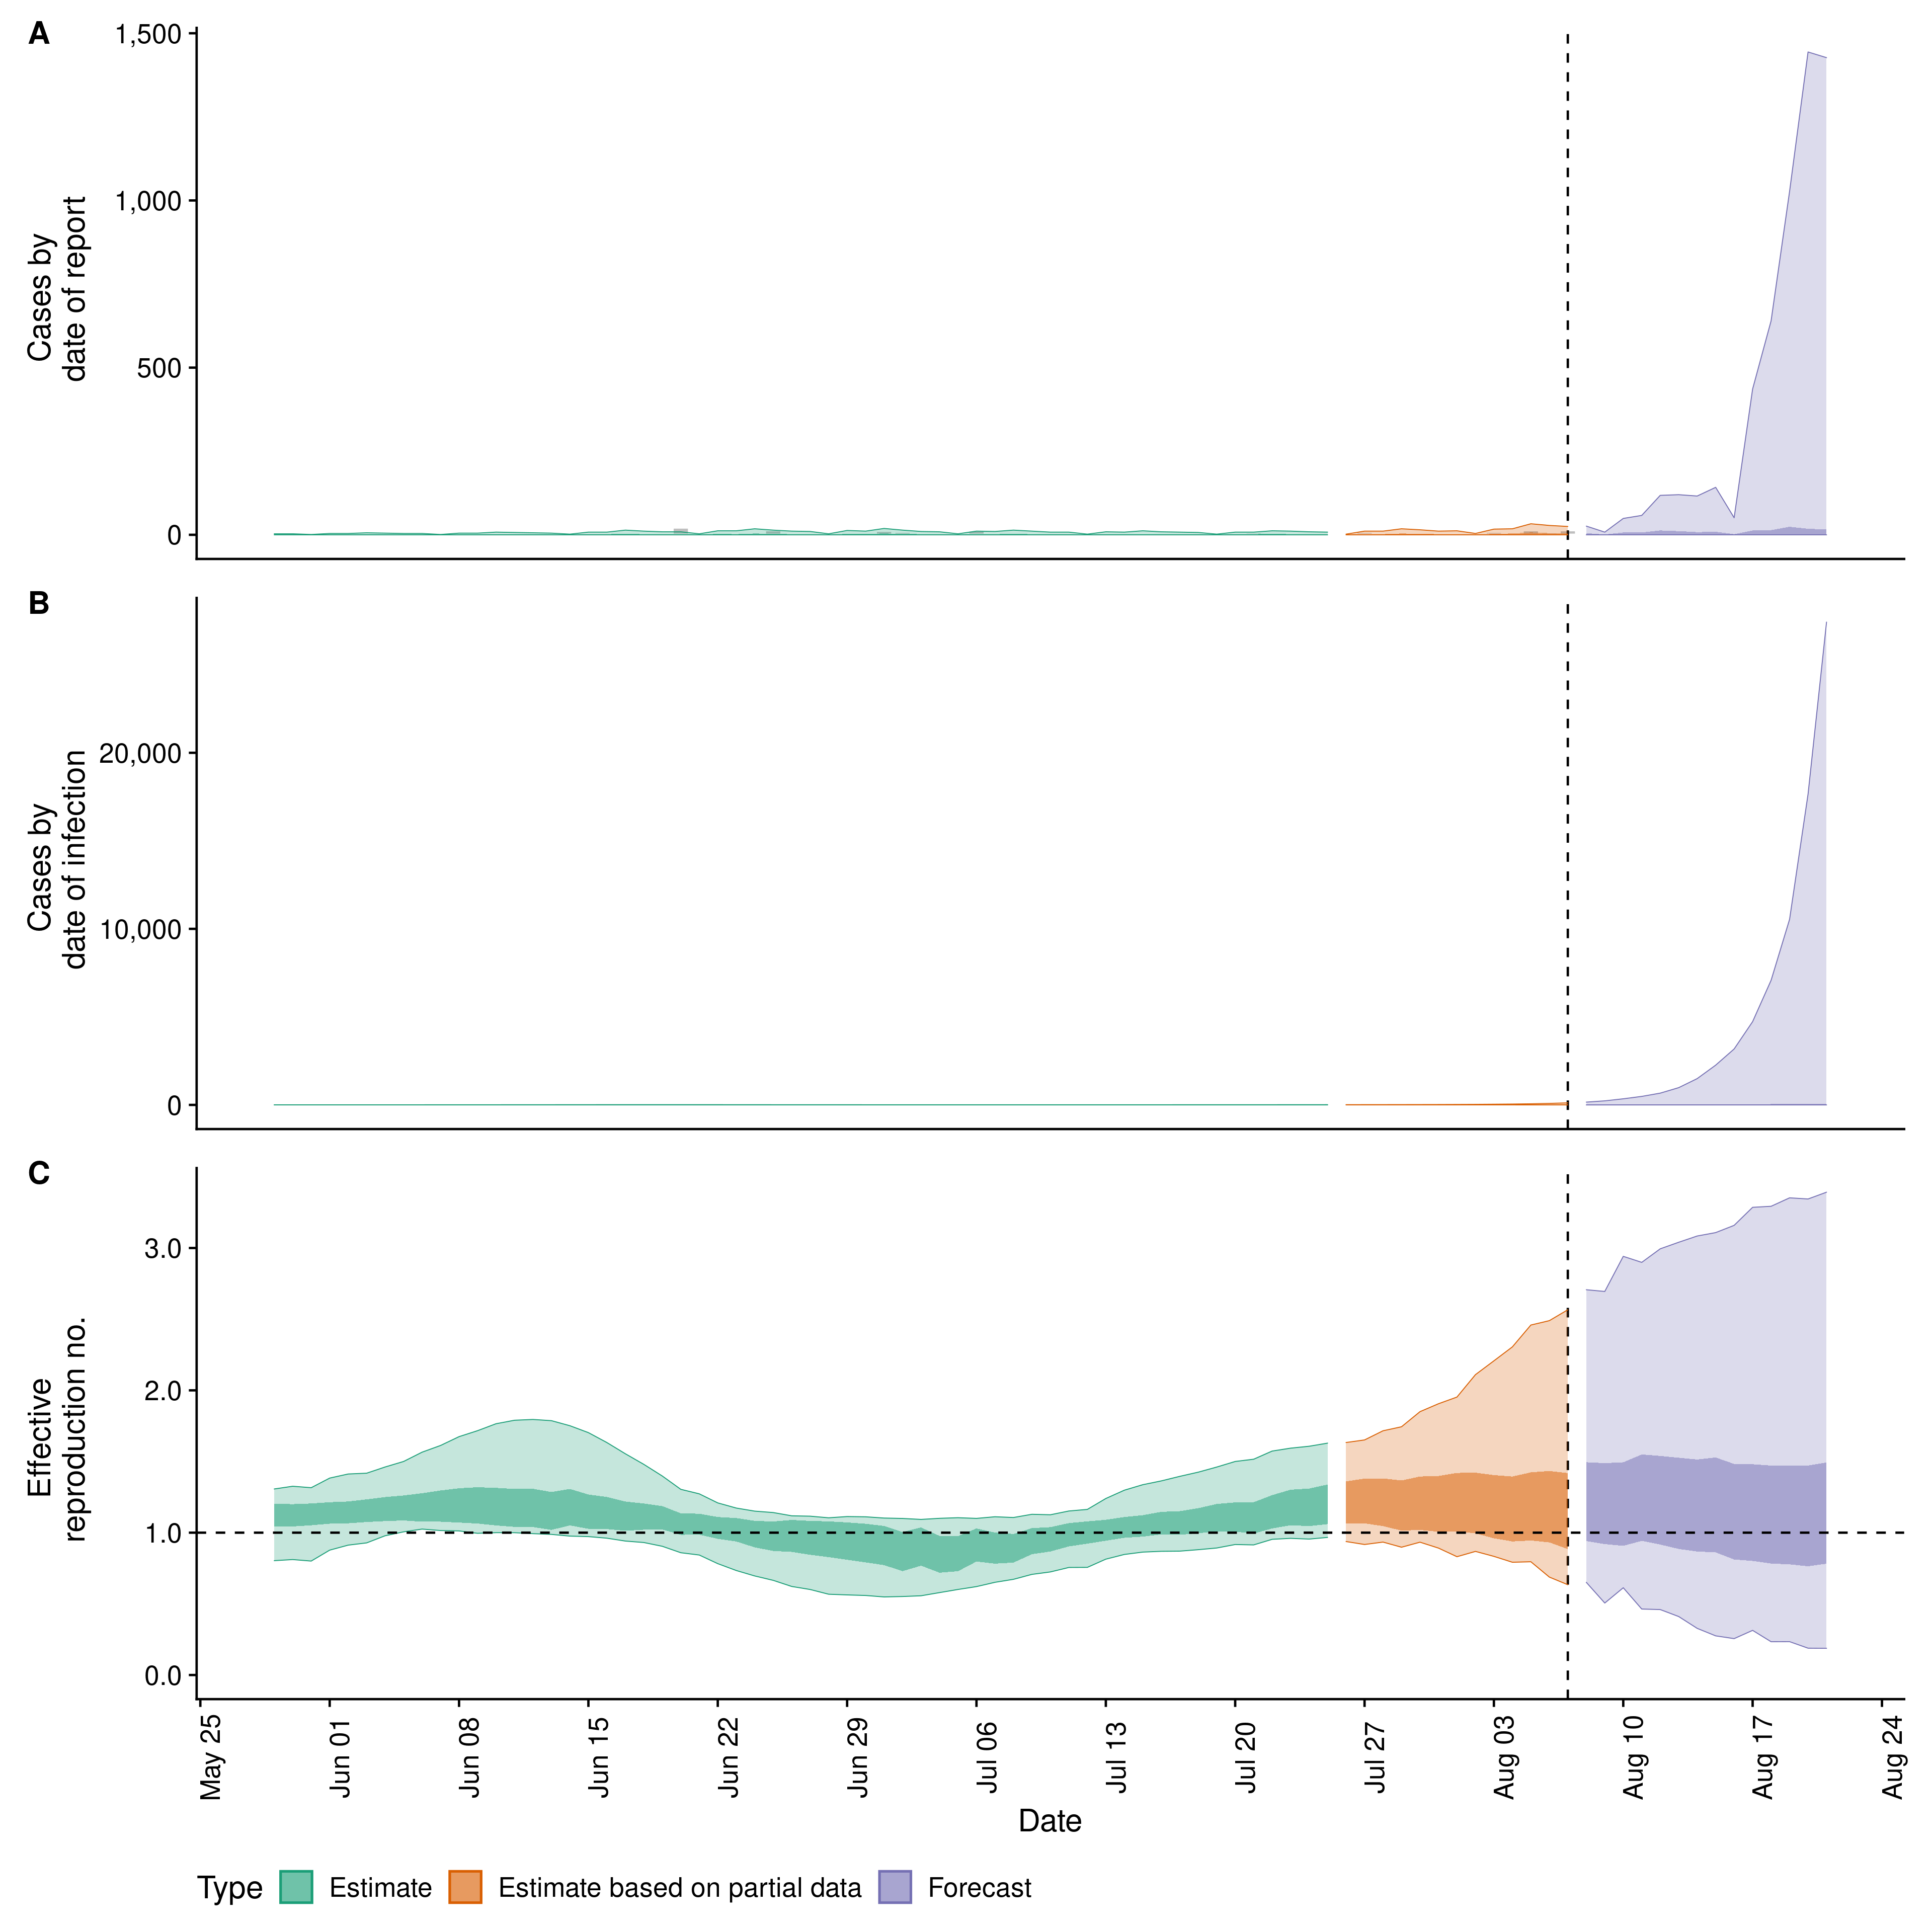 A
Cases by
date of report
1,500
1,000
500
0
B
Cases by
date of infection
20,000
10,000
0
C
Effective
reproduction no.
3.0
2.0
1.0
0.0
May 25
Jun 01
Jun 08
Jun 15
Jun 22
Jun 29
Jul 06
Jul 13
Jul 20
Jul 27
Aug 03
Aug 10
Aug 17
Aug 24
Date
Type Estimate Estimate based on partial data Forecast